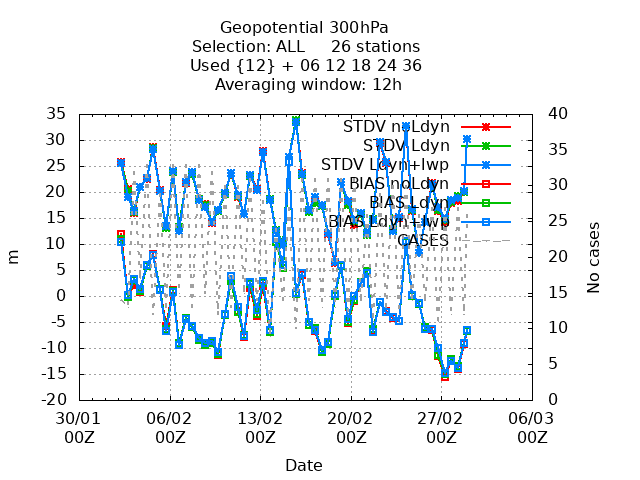 Geopotential 300hPa
Selection: ALL 26 stations
Used {12} + 06 12 18 24 36
Averaging window: 12h
35
30
25
20
15
10
5
0
-5
-10
-15
-20
m
40
35
30
25
20
15
10
5
0
No cases
STDV noLdyn
STDV Ldyn
STDV Ldyn+lwp
BIAS noLdyn
BIAS Ldyn
BIAS Ldyn+lwp
CASES
30/01 06/02 13/02 20/02 27/02 06/03
00Z 00Z 00Z 00Z 00Z 00Z
Date